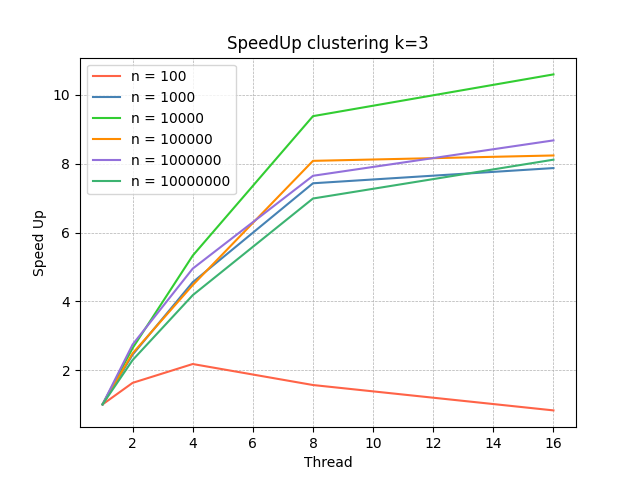 SpeedUp clustering k=3
n = 100
n = 1000
n = 10000
n = 100000
n = 1000000
n = 10000000
Speed Up
10
8
6
4
2
2 4 6 8 10 12 14 16
Thread